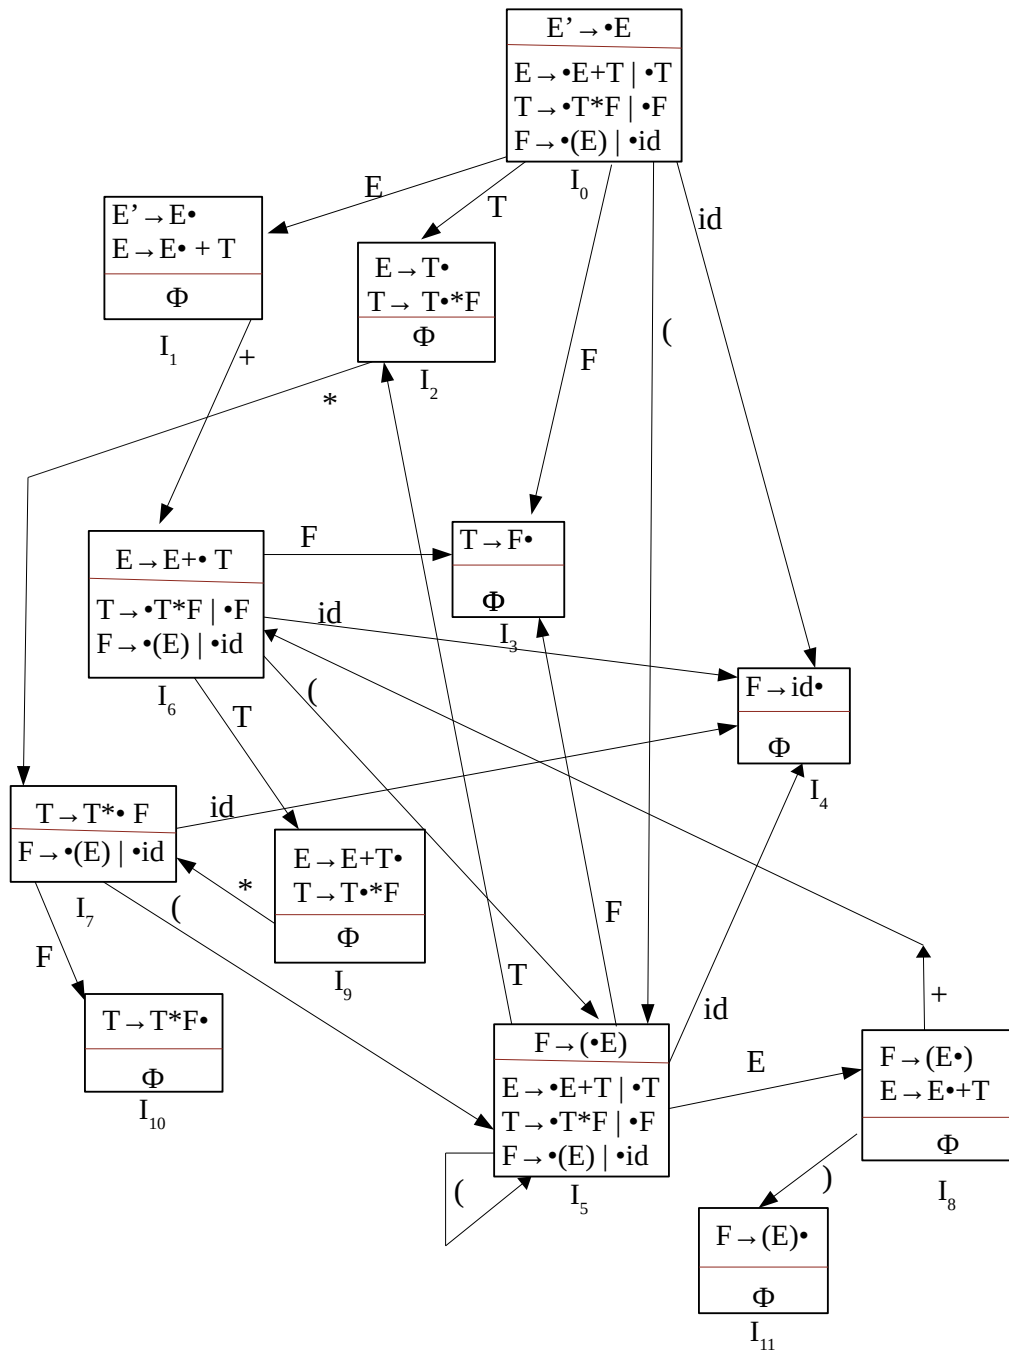 E’→•E
E→•E+T | •T
T→•T*F | •F
F→•(E) | •id
I0
E
T
id
E’→E•
E→E• + T
Φ
I1
E→T•
T→ T•*F
Φ
I2
F
(
+
*
E→E+• T
T→•T*F | •F
F→•(E) | •id
I6
F
T→F•
Φ
I3
id
(
T
F→id•
Φ
I4
T→T*• F
F→•(E) | •id
I7
id
E→E+T•
T→T•*F
Φ
I9
*
(
F
T→T*F•
Φ
I10
T
F
id
F→(•E)
E→•E+T | •T
T→•T*F | •F
F→•(E) | •id
I5
(
E
+
F→(E•)
E→E•+T
Φ
I8
)
F→(E)•
Φ
I11